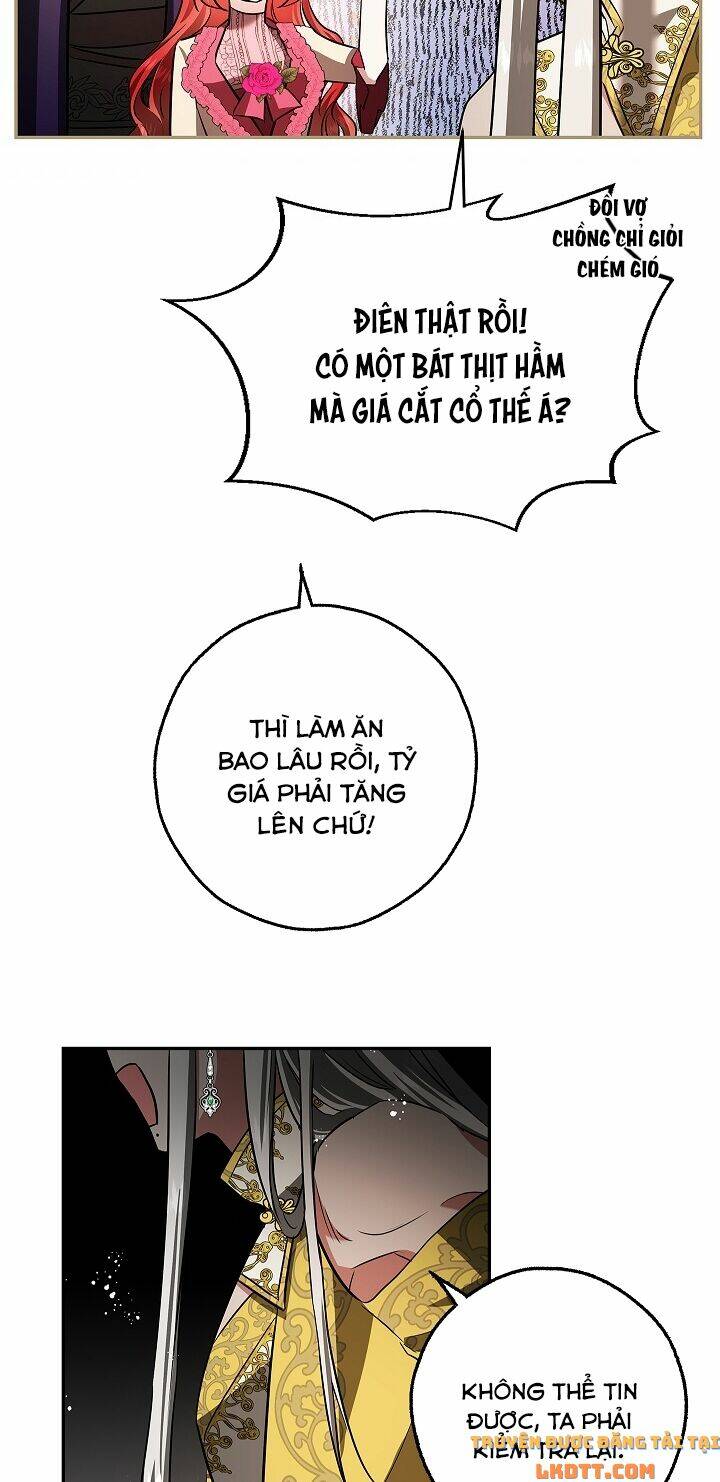 ĐÔI VỢ
CHỒNG CHỈ GIỎI
CHÉM GIÓ
ĐIÊN THẬT RỒI!
CÓ MỘT BÁT THỊT HẦM
MÀ GIÁ CẮT CỔ THẾ Á?
THÌ LÀM ĂN
BAO LÂU RỒI, TỶ
GIÁ PHẢI TĂNG
LÊN CHỨ!
KHÔNG THỂ TIN
ĐƯỢC, TA PHẢI
KIỂM TRA LẠI.
TRUYỆN ĐƯỢC ĐĂNG TẢI TẠI
LKOTT.COM